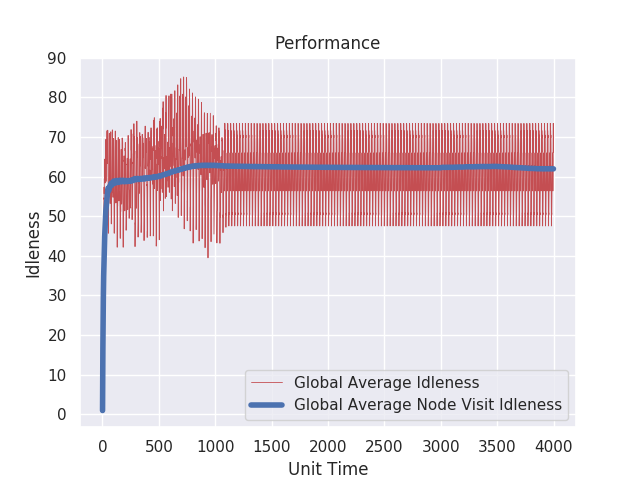 Performance
90
80
70
60
50
40
30
20
10
0
Idleness
0 500 1000 1500 2000 2500 3000 3500 4000
Unit Time
Global Average Idleness
Global Average Node Visit Idleness